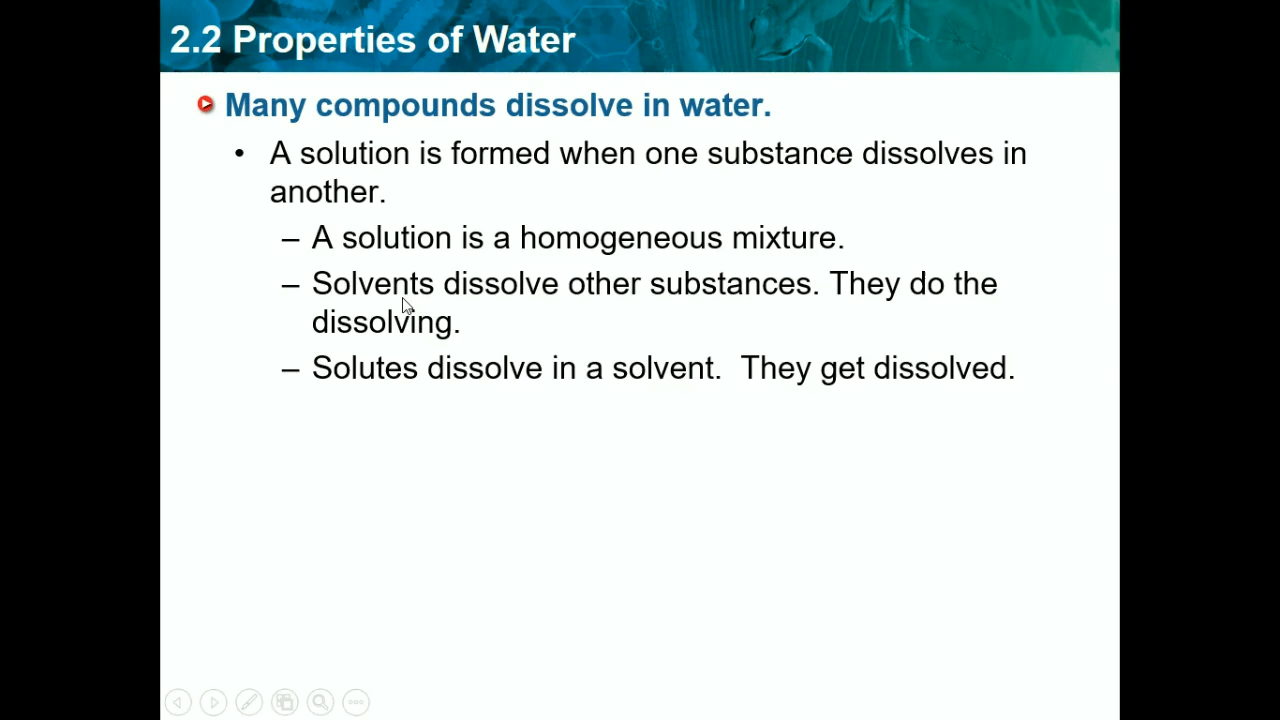 2.2 Properties of Water
Many compounds dissolve in water.
• A solution is formed when one substance dissolves in
another.
– A solution is a homogeneous mixture.
– Solvents dissolve other substances. They do the
dissolving.
– Solutes dissolve in a solvent.  They get dissolved.